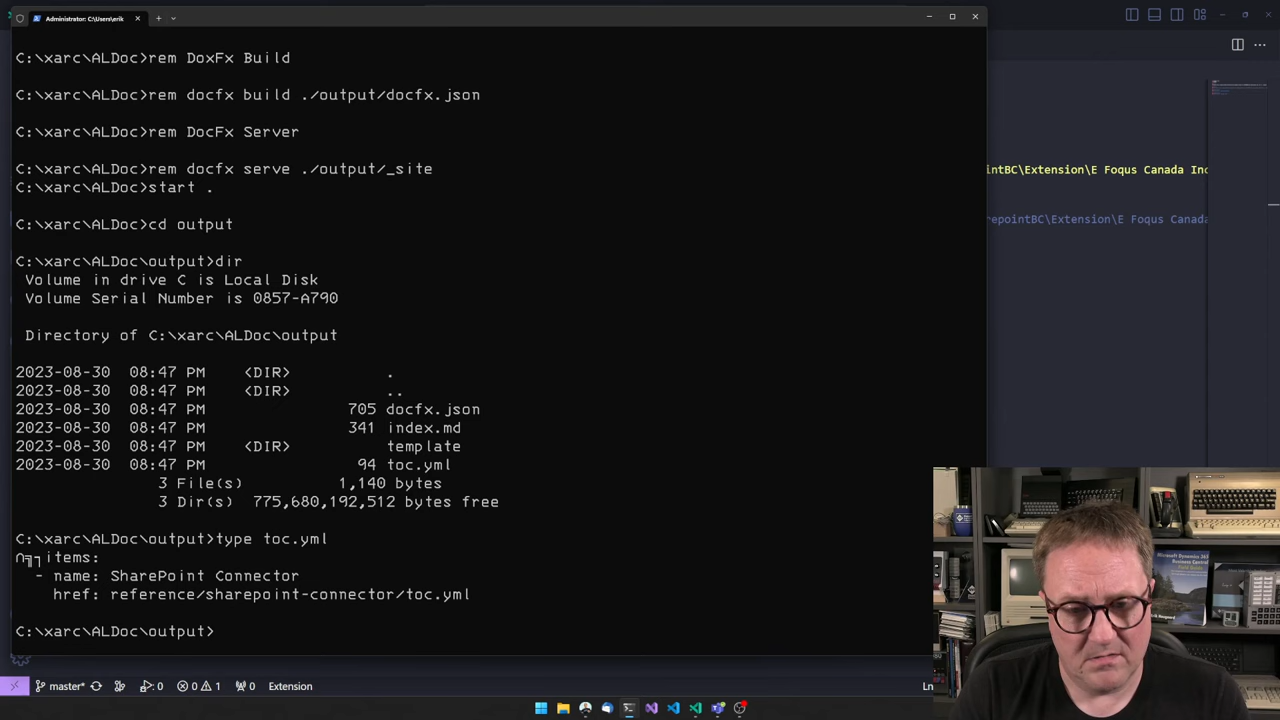 Administrator: C:\Users\erik
C:\xarc\ALDoc>rem DoxFx Build
C:\xarc\ALDoc>rem docfx build ./output/docfx.json
C:\xarc\ALDoc>rem DocFx Server
C:\xarc\ALDoc>rem docfx serve ./output/_site
C:\xarc\ALDoc>start .
C:\xarc\ALDoc>cd output
C:\xarc\ALDoc\output>dir
Volume in drive C is Local Disk
Volume Serial Number is 0857-A790
Directory of C:\xarc\ALDoc\output
2023-08-30 08:47 PM <DIR> .
2023-08-30 08:47 PM <DIR> ..
2023-08-30 08:47 PM 705 docfx.json
2023-08-30 08:47 PM 341 index.md
2023-08-30 08:47 PM <DIR> template
2023-08-30 08:47 PM 94 toc.yml
3 File(s) 1,140 bytes
3 Dir(s) 775,680,192,512 bytes free
C:\xarc\ALDoc\output>type toc.yml
∩╗┐items:
- name: SharePoint Connector
href: reference/sharepoint-connector/toc.yml
C:\xarc\ALDoc\output>
intBC\Extension\E Foqus Canada Inc
repointBC\Extension\E Foqus Canada
master* 0 0 1 0 Extension
Ln
Microsoft Dynamics 365
Business Central
Field Guide